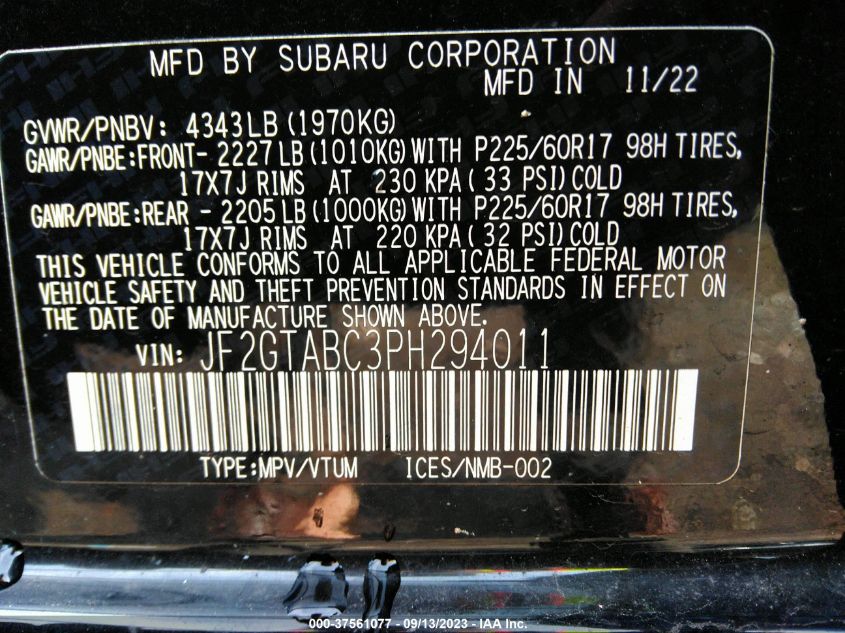 MFD BY SUBARU CORPORATION
MFD IN 11/22
GVWR/PNBV: 4343LB(1970KG)
GAWR/PNBE:FRONT- 2227LB(1010KG)WITH P225/60R17 98H TIRES,
17X7J RIMS AT 230 KPA(33 PSI)COLD
GAWR/PNBE:REAR - 2205LB(1000KG)WITH P225/60R17 98H TIRES,
17X7J RIMS AT 220 KPA(32 PSI)COLD
THIS VEHICLE CONFORMS TO ALL APPLICABLE FEDERAL MOTOR
VEHICLE SAFETY AND THEFT PREVENTION STANDARDS IN EFFECT ON
THE DATE OF MANUFACTURE SHOWN ABOVE.
VIN: JF2GTABC3PH294011
TYPE:MPV/VTUM ICES/NMB-002
000-37561077 - 09/13/2023 - IAA Inc.